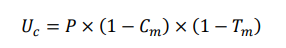 U_c = P × (1 − C_m) × (1 − T_m)